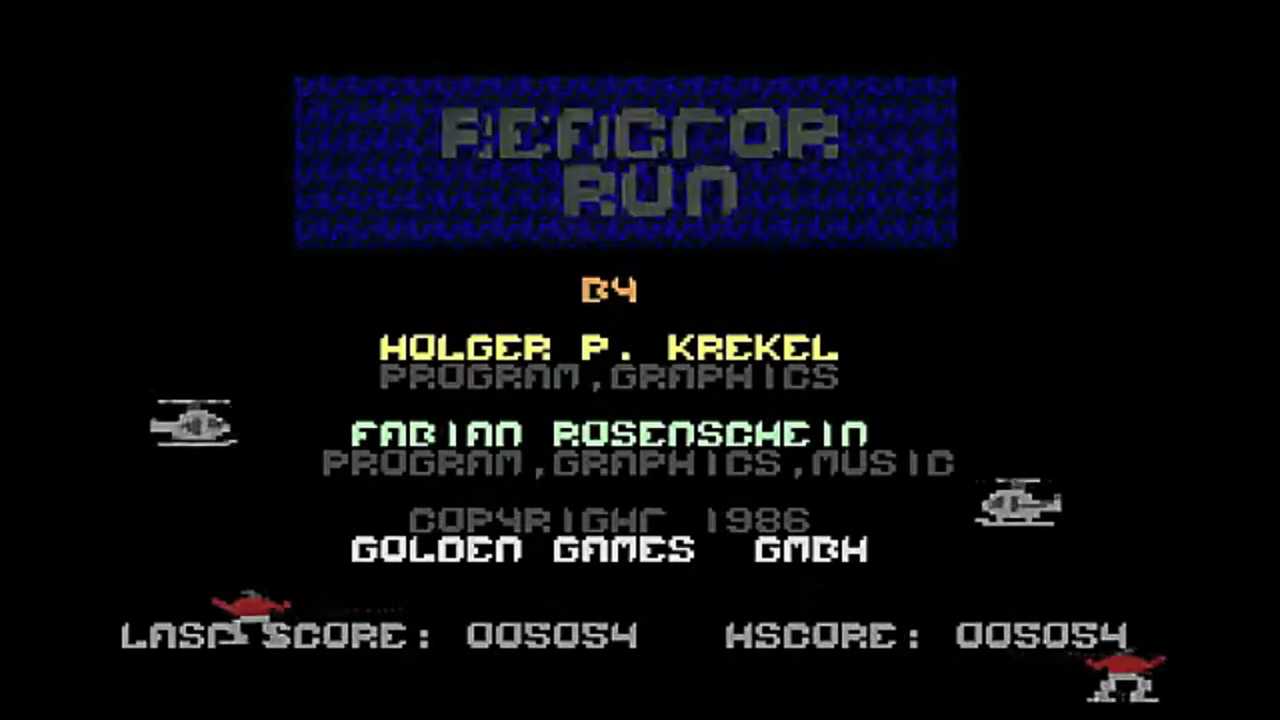 REACTOR
RUN
BY
HOLGER P. KREKEL
PROGRAM,GRAPHICS
FABIAN ROSENSCHEIN
PROGRAM,GRAPHICS,MUSIC
COPYRIGHT 1986
GOLDEN GAMES GMBH
LAST SCORE: 005054 HSCORE: 005054